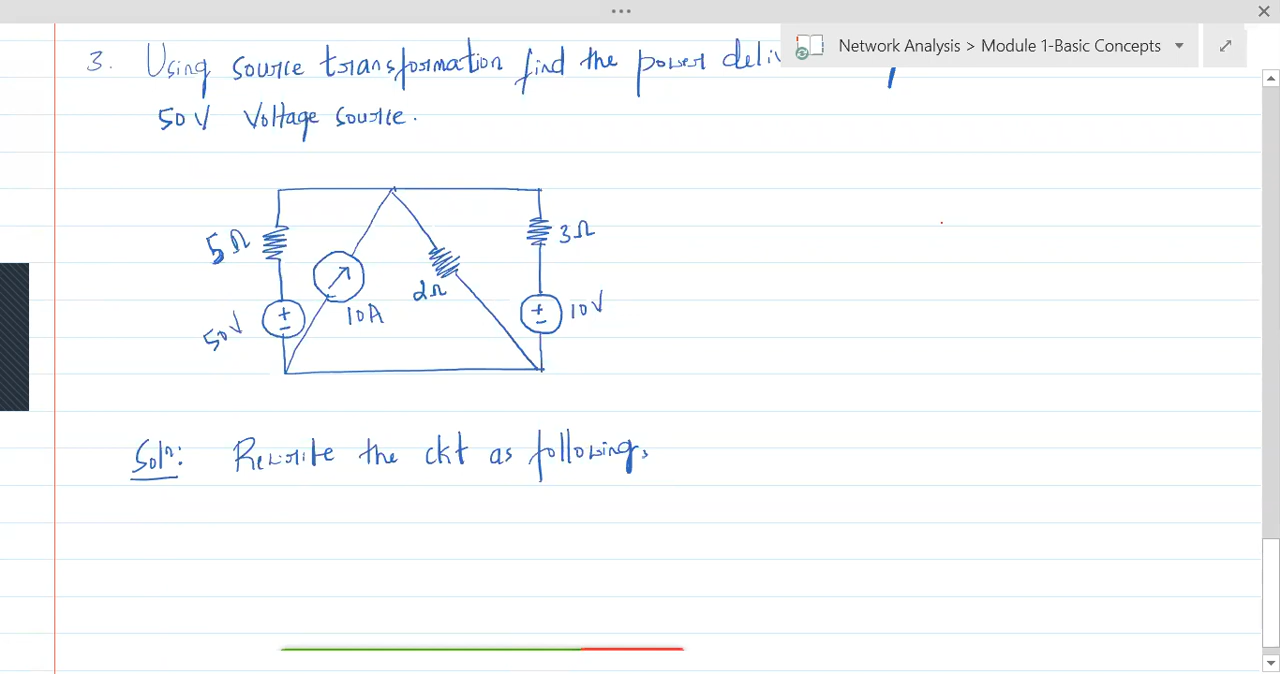 Network Analysis > Module 1-Basic Concepts
3. Using source transformation find the power
50V Voltage source.
5Ω
3Ω
2Ω
10A
50V
+
-
+
-
10V
Soln: Rewrite the ckt as following,